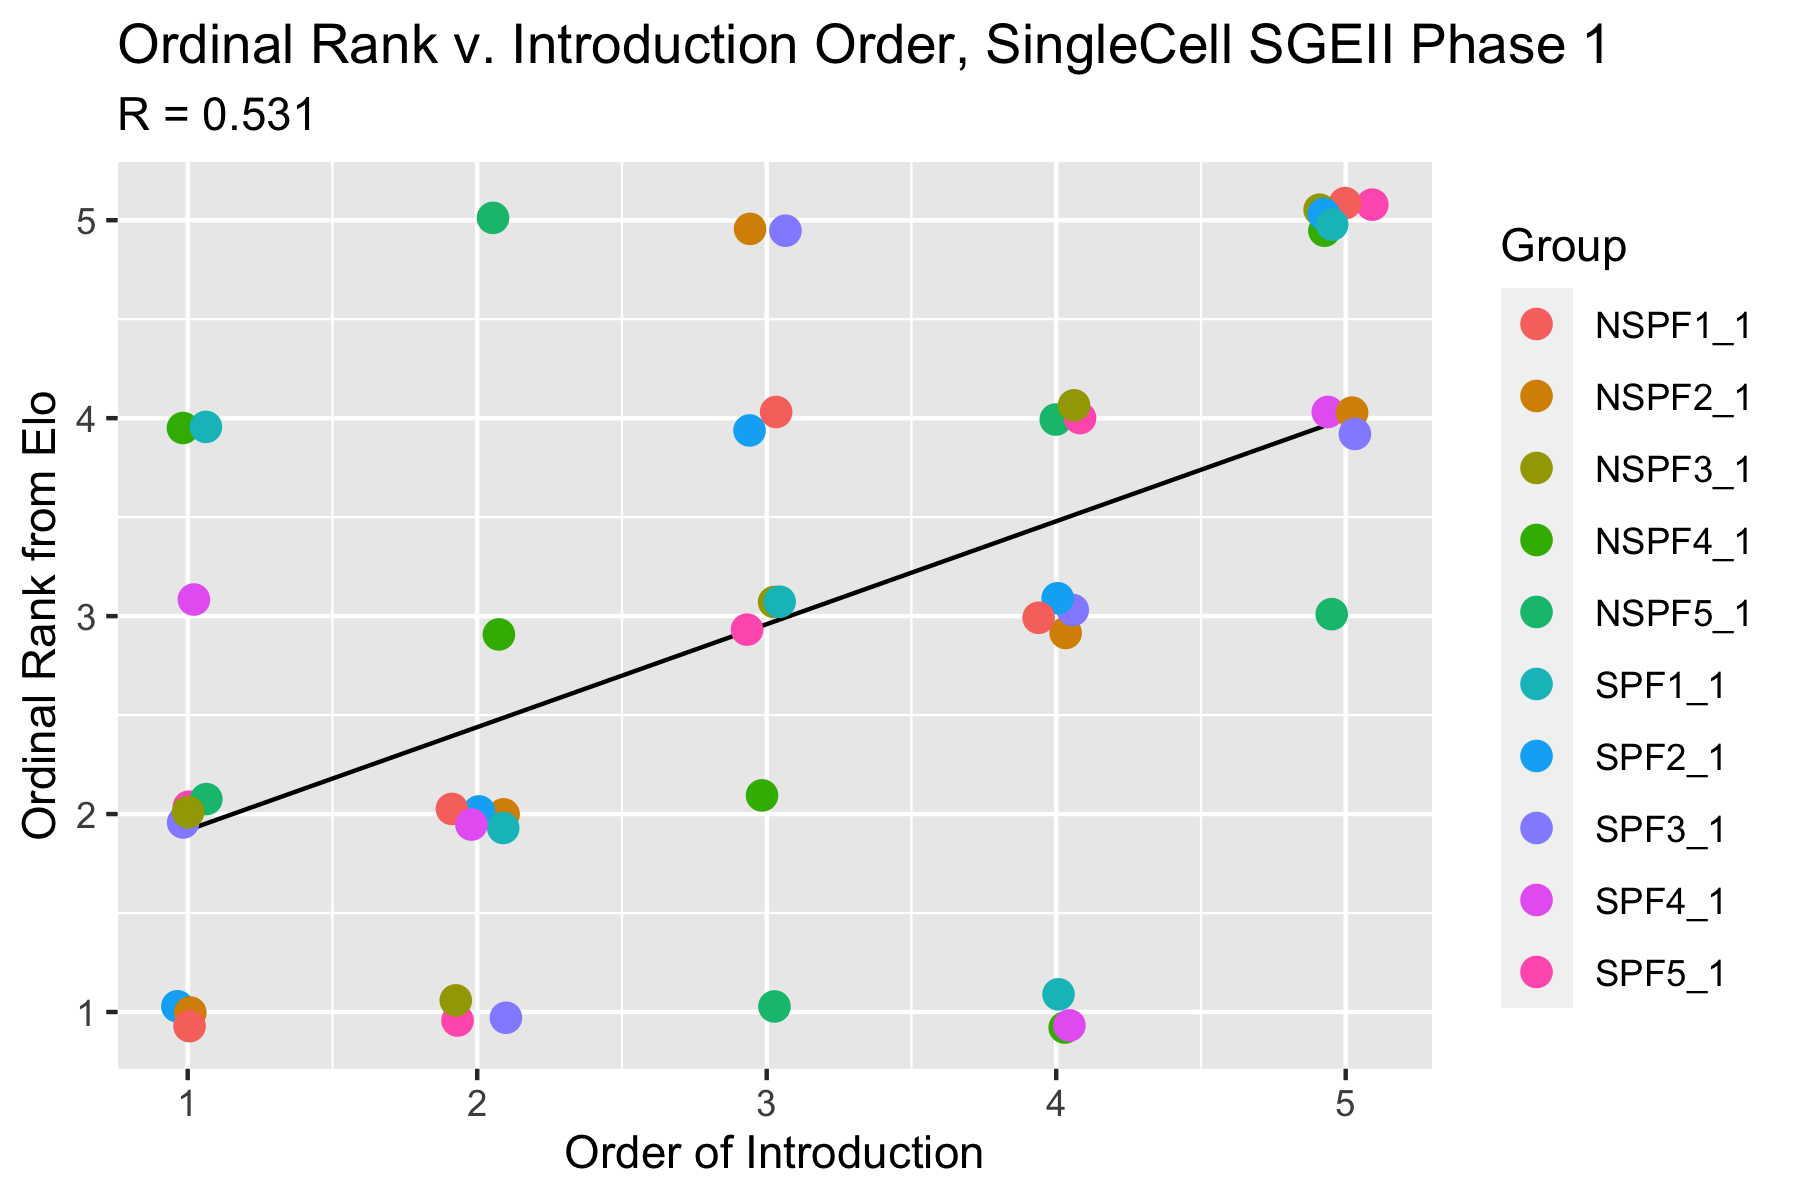 Ordinal Rank v. Introduction Order, SingleCell SGEII Phase 1
R = 0.531
Ordinal Rank from Elo
5
4
3
2
1
1 2 3 4 5
Order of Introduction
Group
NSPF1_1
NSPF2_1
NSPF3_1
NSPF4_1
NSPF5_1
SPF1_1
SPF2_1
SPF3_1
SPF4_1
SPF5_1